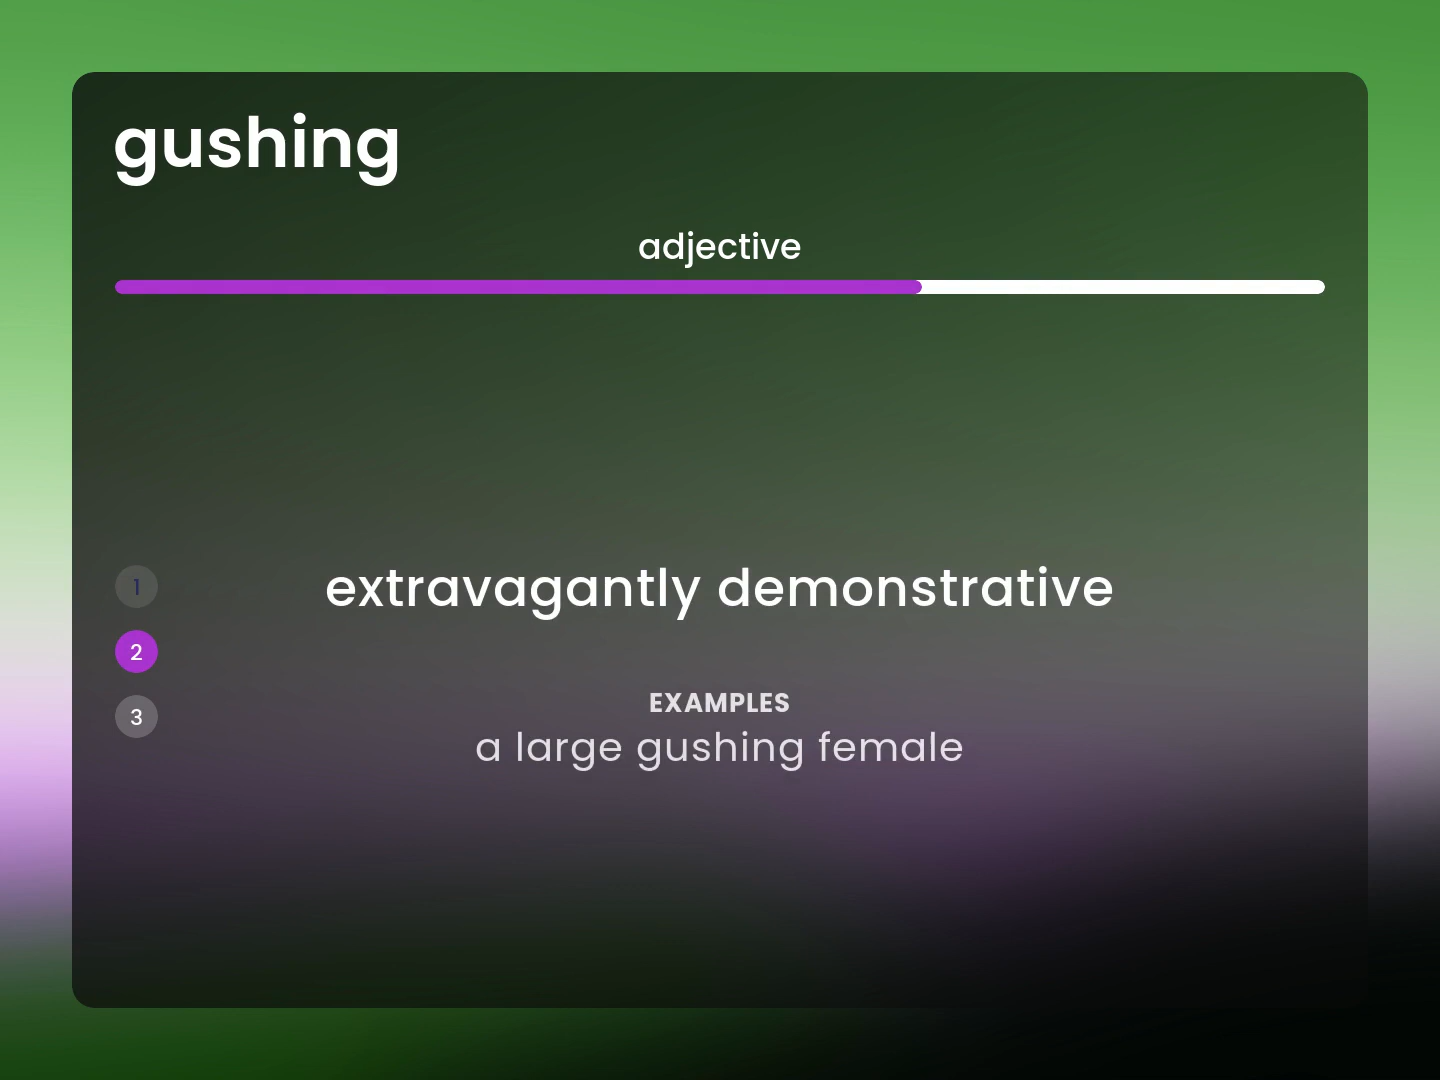 gushing
adjective
1
extravagantly demonstrative
2
EXAMPLES
3
a large gushing female